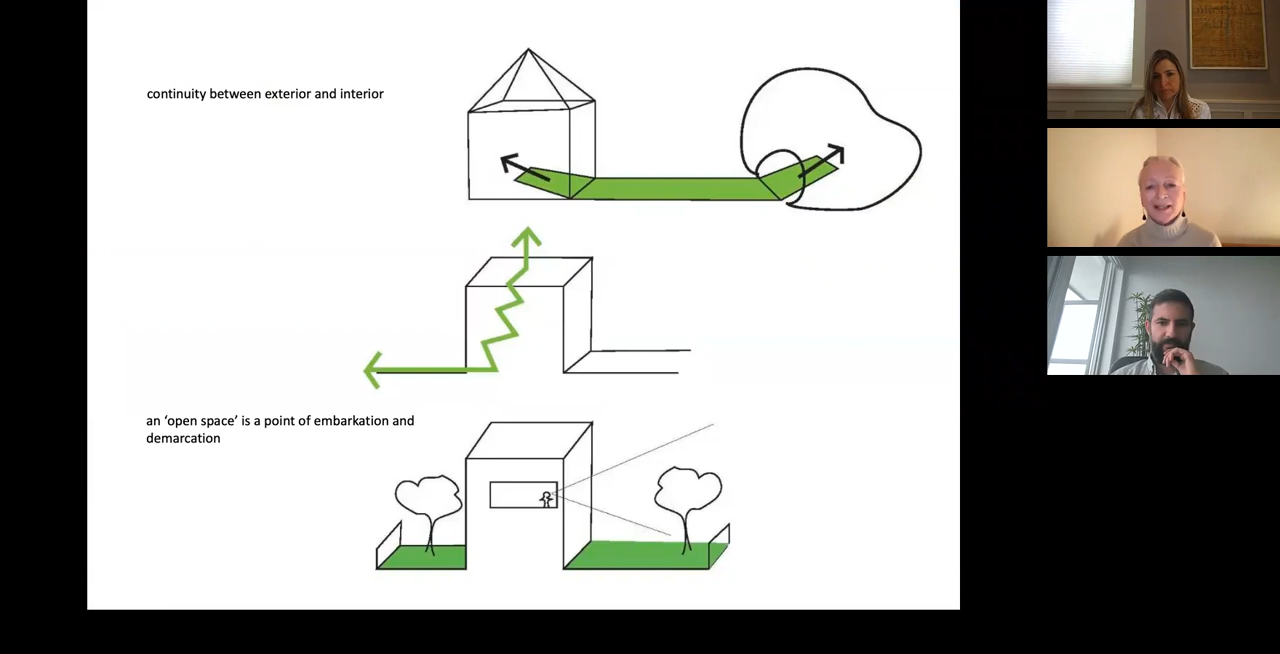 continuity between exterior and interior
an ‘open space’ is a point of embarkation and
demarcation